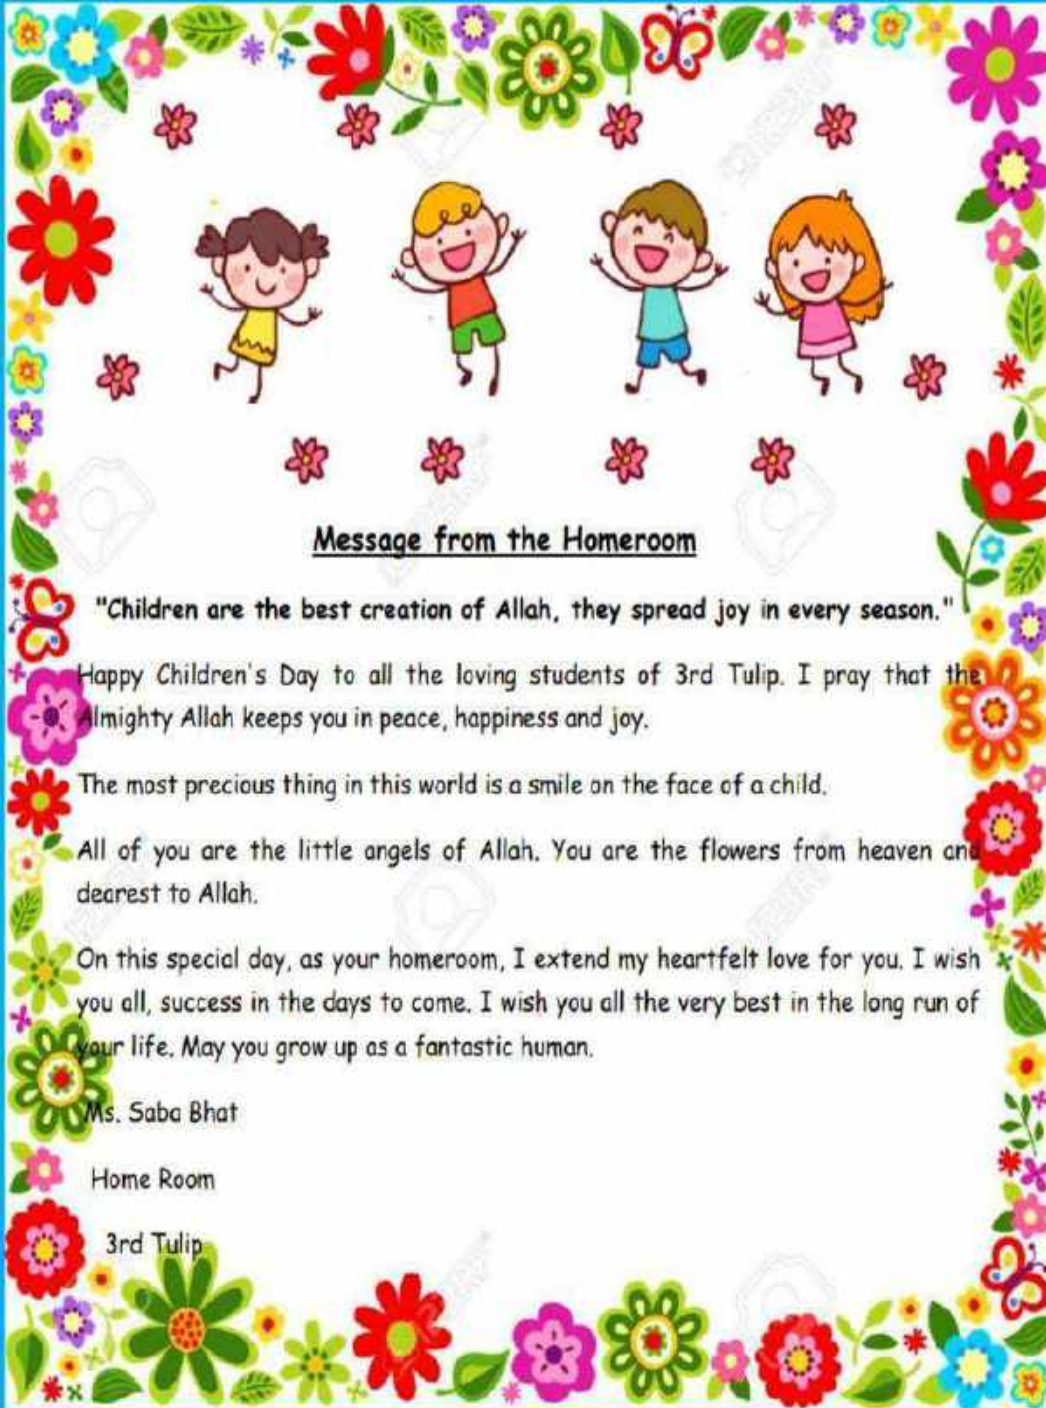 Message from the Homeroom
"Children are the best creation of Allah, they spread joy in every season."
Happy Children's Day to all the loving students of 3rd Tulip. I pray that the
Almighty Allah keeps you in peace, happiness and joy.
The most precious thing in this world is a smile on the face of a child.
All of you are the little angels of Allah. You are the flowers from heaven and
dearest to Allah.
On this special day, as your homeroom, I extend my heartfelt love for you. I wish
you all, success in the days to come. I wish you all the very best in the long run of
your life. May you grow up as a fantastic human.
Ms. Saba Bhat
Home Room
3rd Tulip